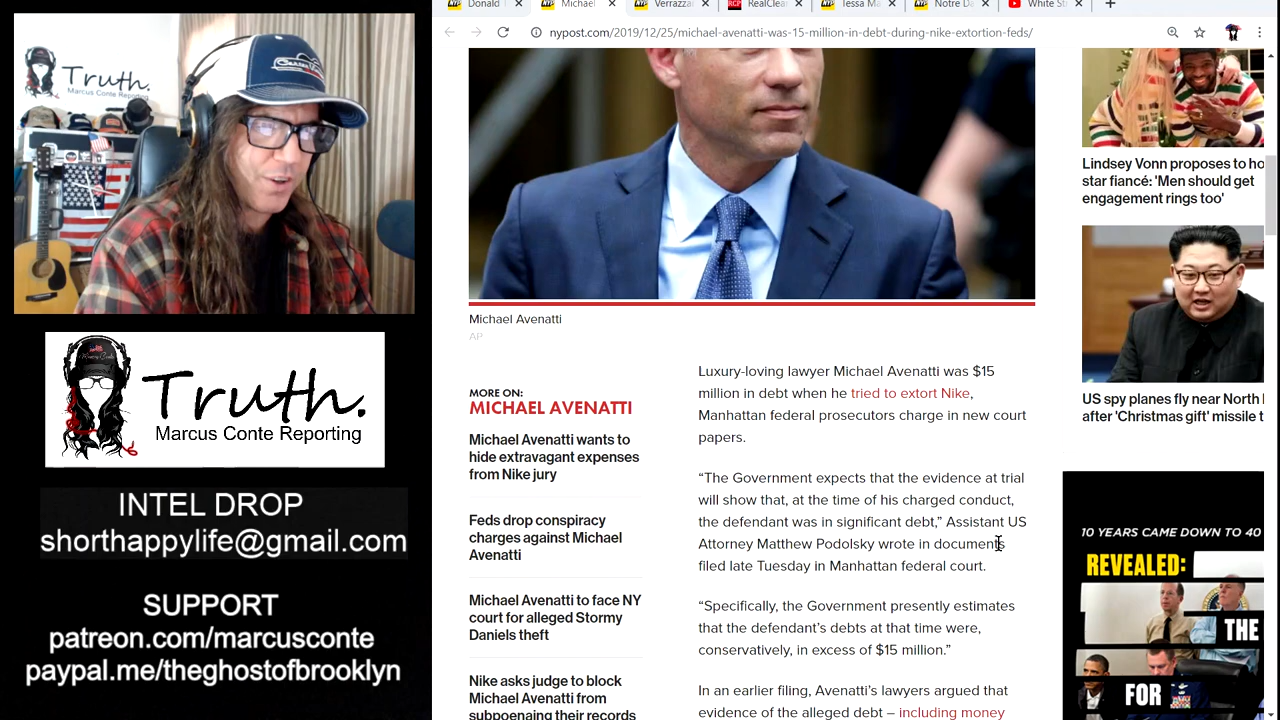 Donald
Michael
Verrazza
RealClea
Tessa Ma
Notre Da
White St
nypost.com/2019/12/25/michael-avenatti-was-15-million-in-debt-during-nike-extortion-feds/
Truth.
Marcus Conte Reporting
Truth.
Marcus Conte Reporting
INTEL DROP
shorthappylife@gmail.com
SUPPORT
patreon.com/marcusconte
paypal.me/theghostofbrooklyn
Michael Avenatti
AP
MORE ON:
MICHAEL AVENATTI
Michael Avenatti wants to
hide extravagant expenses
from Nike jury
Feds drop conspiracy
charges against Michael
Avenatti
Michael Avenatti to face NY
court for alleged Stormy
Daniels theft
Nike asks judge to block
Michael Avenatti from
subpoenaing their records
Luxury-loving lawyer Michael Avenatti was $15
million in debt when he tried to extort Nike,
Manhattan federal prosecutors charge in new court
papers.
“The Government expects that the evidence at trial
will show that, at the time of his charged conduct,
the defendant was in significant debt,” Assistant US
Attorney Matthew Podolsky wrote in documents
filed late Tuesday in Manhattan federal court.
“Specifically, the Government presently estimates
that the defendant’s debts at that time were,
conservatively, in excess of $15 million.”
In an earlier filing, Avenatti’s lawyers argued that
evidence of the alleged debt – including money
Lindsey Vonn proposes to ho
star fiancé: 'Men should get
engagement rings too'
US spy planes fly near North
after 'Christmas gift' missile t
10 YEARS CAME DOWN TO 40
REVEALED:
THE
FOR